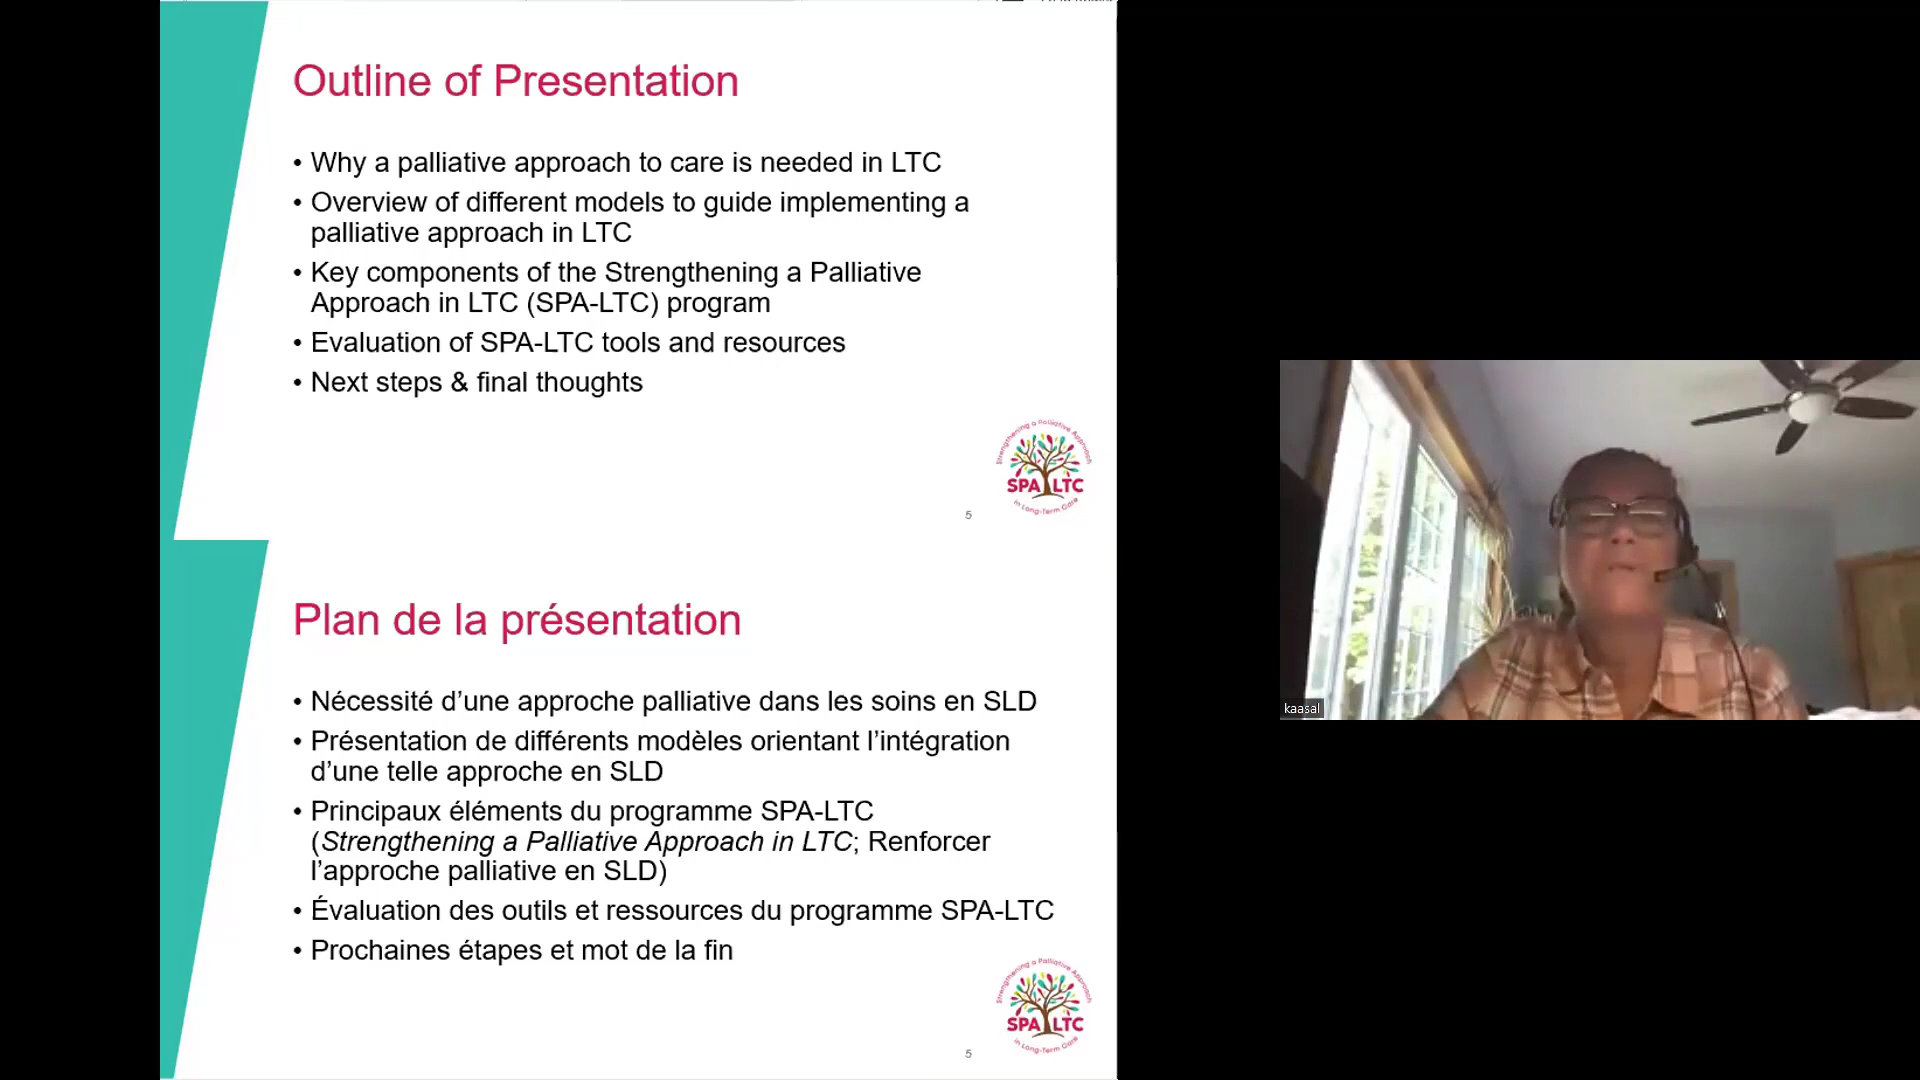 Outline of Presentation
• Why a palliative approach to care is needed in LTC
• Overview of different models to guide implementing a
palliative approach in LTC
• Key components of the Strengthening a Palliative
Approach in LTC (SPA-LTC) program
• Evaluation of SPA-LTC tools and resources
• Next steps & final thoughts
Strengthening a Palliative Approach
SPA LTC
in Long-Term Care
5
Plan de la présentation
• Nécessité d’une approche palliative dans les soins en SLD
• Présentation de différents modèles orientant l’intégration
d’une telle approche en SLD
• Principaux éléments du programme SPA-LTC
(Strengthening a Palliative Approach in LTC; Renforcer
l’approche palliative en SLD)
• Évaluation des outils et ressources du programme SPA-LTC
• Prochaines étapes et mot de la fin
Strengthening a Palliative Approach
SPA LTC
in Long-Term Care
5
kaasal